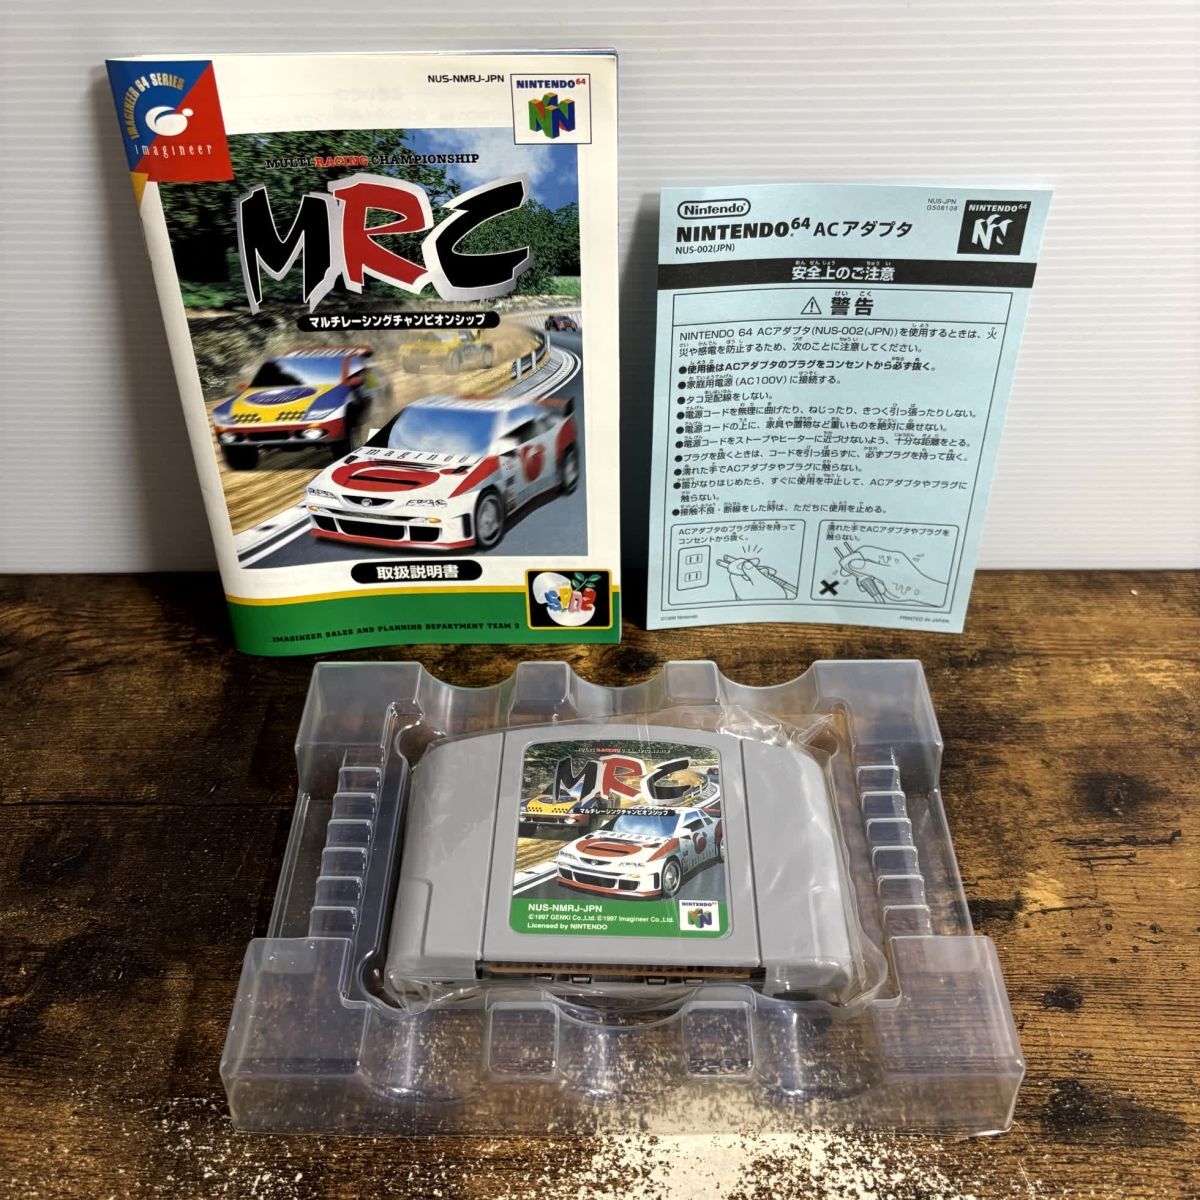 IMAGINEER 64 SERIES
imagineer
NUS-NMRJ-JPN
NINTENDO64
MULTI RACING CHAMPIONSHIP
MRC
マルチレーシングチャンピオンシップ
imagineer
取扱説明書
SPD2
IMAGINEER SALES AND PLANNING DEPARTMENT TEAM 2
Nintendo
NUS-JPN
G506108
NINTENDO64
NINTENDO64 ACアダプタ
NUS-002(JPN)
安全上のご注意
警告
NINTENDO 64 ACアダプタ(NUS-002(JPN))を使用するときは、火
災や感電を防止するため、次のことに注意してください。
●使用後はACアダプタのプラグをコンセントから必ず抜く。
●家庭用電源(AC100V)に接続する。
●タコ足配線をしない。
●電源コードを無理に曲げたり、ねじったり、きつく引っ張ったりしない。
●電源コードの上に、家具や置物など重いものを絶対に乗せない。
●電源コードをストーブやヒーターに近づけないよう、十分な距離をとる。
●プラグを抜くときは、コードを引っ張らずに、必ずプラグを持って抜く。
●濡れた手でACアダプタやプラグに触らない。
●雷がなりはじめたら、すぐに使用を中止して、ACアダプタやプラグに
触らない。
●接触不良・断線をした時は、ただちに使用を止める。
ACアダプタのプラグ部分を持って
コンセントから抜く。
濡れた手でACアダプタやプラグを
触らない。
©1996 Nintendo
PRINTED IN JAPAN
MULTI RACING CHAMPIONSHIP
MRC
マルチレーシングチャンピオンシップ
imagineer
NUS-NMRJ-JPN
©1997 GENKI Co.,Ltd. ©1997 Imagineer Co.,Ltd.
Licensed by NINTENDO
NINTENDO64